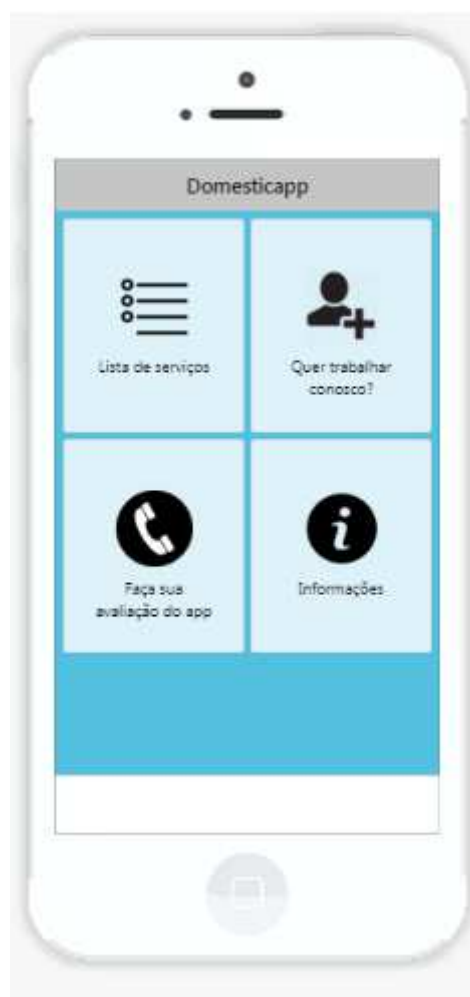 Domesticapp
Lista de serviços
Quer trabalhar
conosco?
Faça sua
avaliação do app
Informações